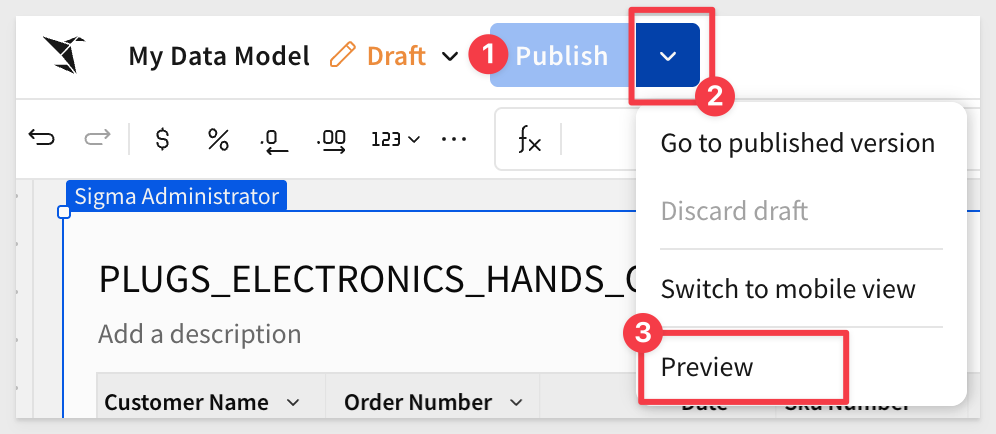 My Data Model Draft 1 Publish
2
Go to published version
$ % .0 .00 123 ... fx
Sigma Administrator
Discard draft
PLUGS_ELECTRONICS_HANDS_
Switch to mobile view
Add a description
3
Preview
Customer Name Order Number Date Sku Number